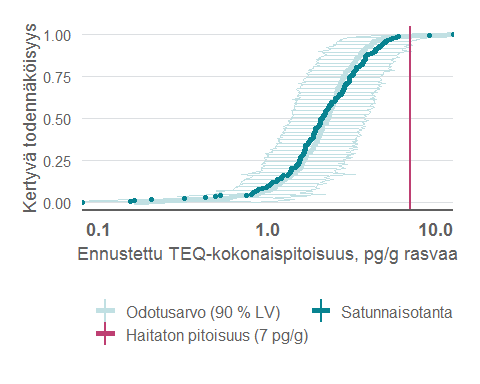 Kertyvä todennäköisyys
1.00
0.75
0.50
0.25
0.00
0.1 1.0 10.0
Ennustettu TEQ-kokonaispitoisuus, pg/g rasvaa
Odotusarvo (90 % LV) Satunnaisotanta
Haitaton pitoisuus (7 pg/g)